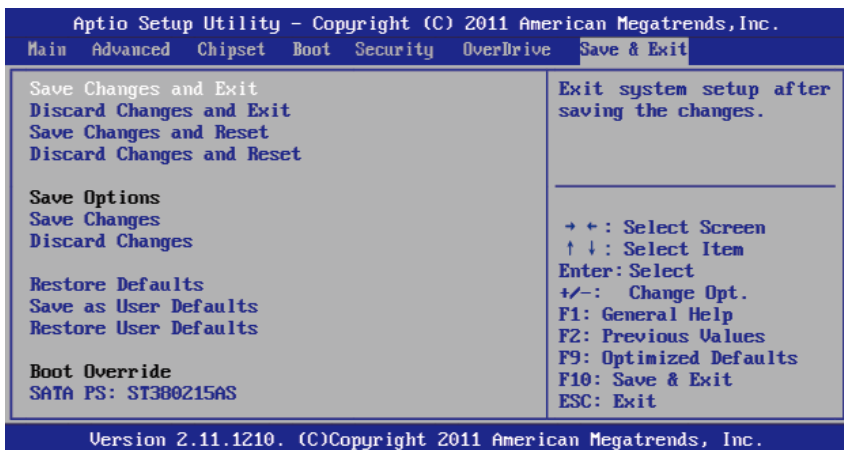 Aptio Setup Utility – Copyright (C) 2011 American Megatrends,Inc.
Main Advanced Chipset Boot Security OverDrive Save & Exit
Save Changes and Exit
Discard Changes and Exit
Save Changes and Reset
Discard Changes and Reset
Save Options
Save Changes
Discard Changes
Restore Defaults
Save as User Defaults
Restore User Defaults
Boot Override
SATA PS: ST380215AS
Exit system setup after
saving the changes.
→ ←: Select Screen
↑ ↓: Select Item
Enter: Select
+/-: Change Opt.
F1: General Help
F2: Previous Values
F9: Optimized Defaults
F10: Save & Exit
ESC: Exit
Version 2.11.1210. (C)Copyright 2011 American Megatrends, Inc.